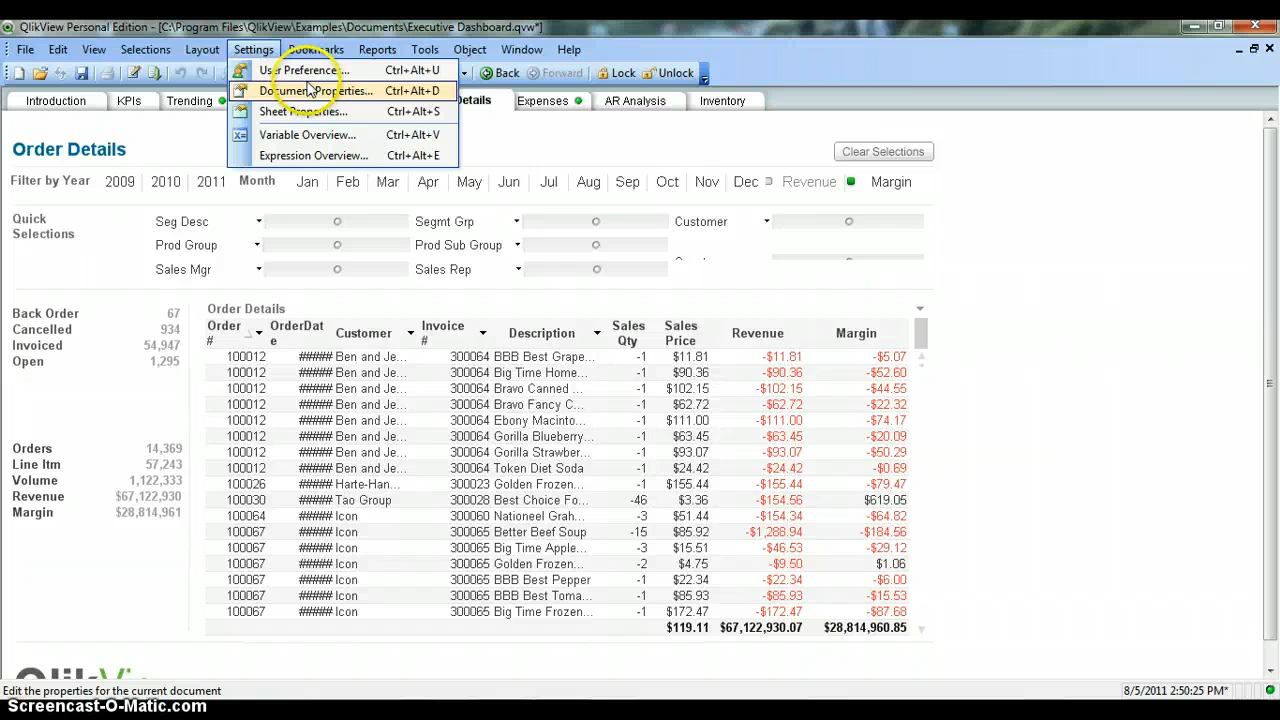 QlikView Personal Edition - [C:\Program Files\QlikView\Examples\Documents\Executive Dashboard.qvw*]
File Edit View Selections Layout Settings Bookmarks Reports Tools Object Window Help
User Preferences... Ctrl+Alt+U
Back Forward Lock Unlock
Document Properties... Ctrl+Alt+D
Introduction KPIs Trending Details Expenses AR Analysis Inventory
Sheet Properties... Ctrl+Alt+S
Variable Overview... Ctrl+Alt+V
Expression Overview... Ctrl+Alt+E
Order Details
Clear Selections
Filter by Year 2009 2010 2011 Month Jan Feb Mar Apr May Jun Jul Aug Sep Oct Nov Dec Revenue Margin
Quick Selections
Seg Desc Segmt Grp Customer
Prod Group Prod Sub Group
Sales Mgr Sales Rep
Back Order 67
Cancelled 934
Invoiced 54,947
Open 1,295
Orders 14,369
Line Itm 57,243
Volume 1,122,333
Revenue $67,122,930
Margin $28,814,961
Order Details
Order # OrderDate Customer Invoice # Description Sales Qty Sales Price Revenue Margin
100012 ##### Ben and Je... 300064 BBB Best Grape... -1 $11.81 -$11.81 -$5.07
100012 ##### Ben and Je... 300064 Big Time Home... -1 $90.36 -$90.36 -$52.60
100012 ##### Ben and Je... 300064 Bravo Canned ... -1 $102.15 -$102.15 -$44.55
100012 ##### Ben and Je... 300064 Bravo Fancy C... -1 $62.72 -$62.72 -$22.32
100012 ##### Ben and Je... 300064 Ebony Macinto... -1 $111.00 -$111.00 -$74.17
100012 ##### Ben and Je... 300064 Gorilla Blueberry... -1 $63.45 -$63.45 -$20.09
100012 ##### Ben and Je... 300064 Gorilla Strawber... -1 $93.07 -$93.07 -$50.29
100012 ##### Ben and Je... 300064 Token Diet Soda -1 $24.42 -$24.42 -$0.69
100026 ##### Harte-Han... 300023 Golden Frozen... -1 $155.44 -$155.44 -$79.47
100030 ##### Tao Group 300028 Best Choice Fo... -46 $3.36 -$154.56 $619.05
100064 ##### Icon 300060 Nationeel Grah... -3 $51.44 -$154.34 -$64.82
100067 ##### Icon 300065 Better Beef Soup -15 $85.92 -$1,288.94 -$184.56
100067 ##### Icon 300065 Big Time Apple... -3 $15.51 -$46.53 -$29.12
100067 ##### Icon 300065 Golden Frozen... -2 $4.75 -$9.50 $1.06
100067 ##### Icon 300065 BBB Best Pepper -1 $22.34 -$22.34 -$6.00
100067 ##### Icon 300065 BBB Best Toma... -1 $85.93 -$85.93 -$15.53
100067 ##### Icon 300065 Big Time Frozen... -1 $172.47 -$172.47 -$87.68
$119.11 $67,122,930.07 $28,814,960.85
QlikView
Edit the properties for the current document
8/5/2011 2:50:25 PM*
Screencast-O-Matic.com